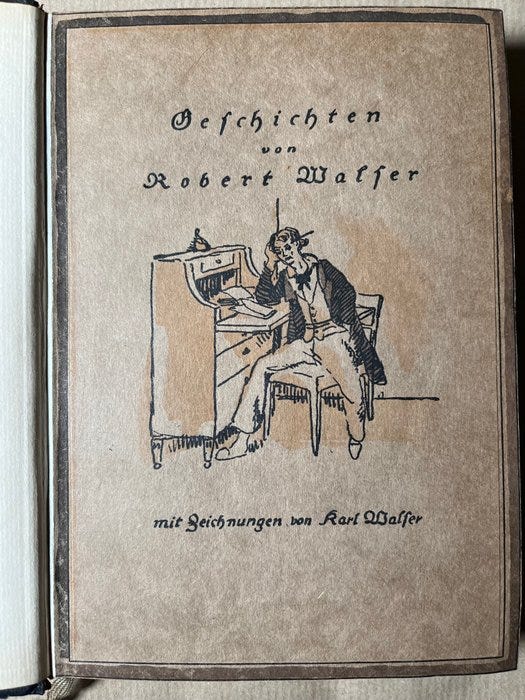 Geschichten
von
Robert Walser
mit Zeichnungen von Karl Walser